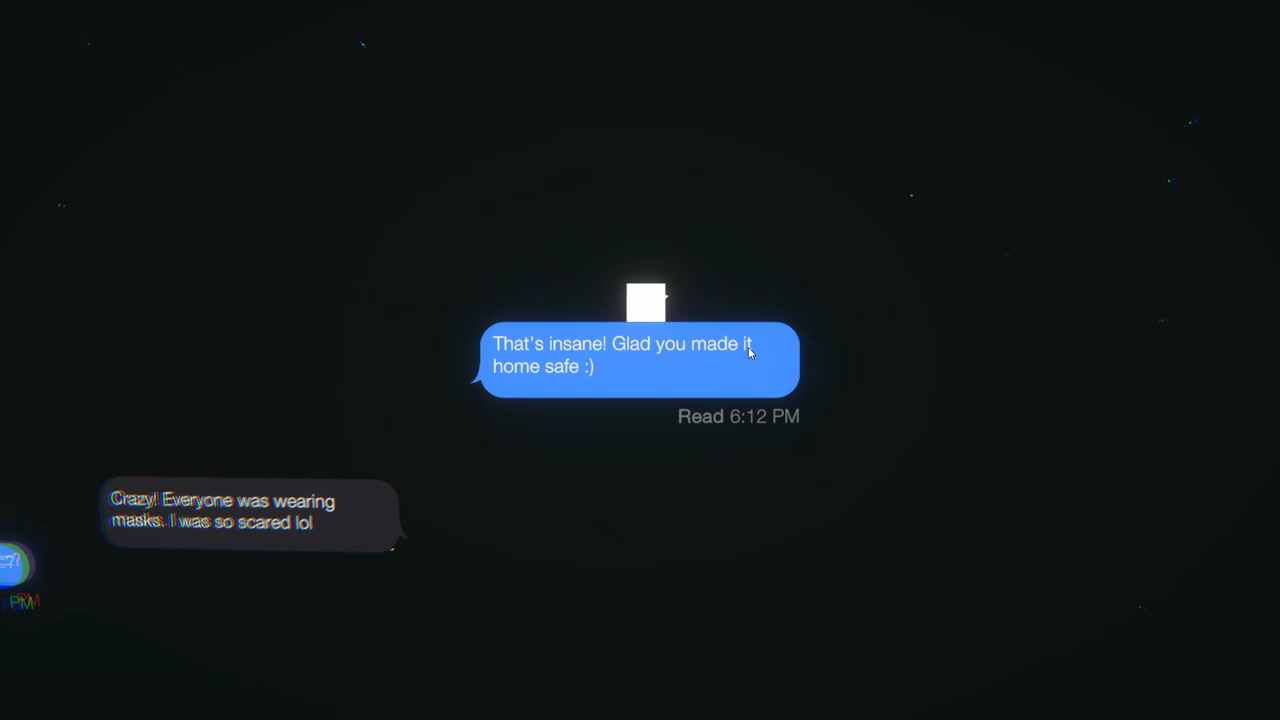 That's insane! Glad you made it
home safe :)
Read 6:12 PM
Crazy! Everyone was wearing
masks. I was so scared lol
=??
PM